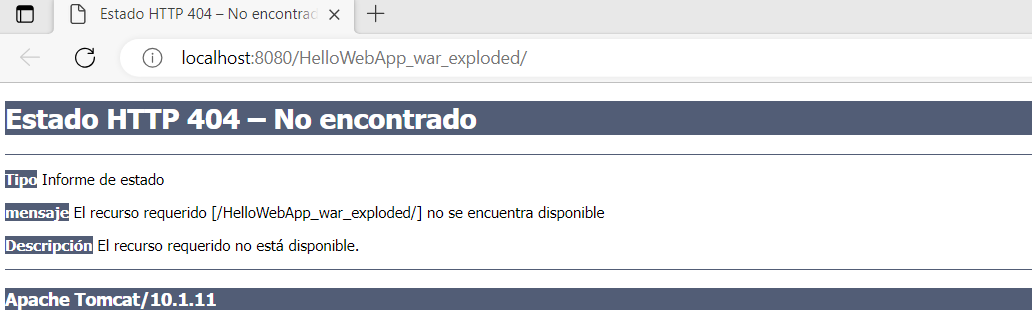 Estado HTTP 404 – No encontrad
localhost:8080/HelloWebApp_war_exploded/
Estado HTTP 404 – No encontrado
Tipo Informe de estado
mensaje El recurso requerido [/HelloWebApp_war_exploded/] no se encuentra disponible
Descripción El recurso requerido no está disponible.
Apache Tomcat/10.1.11